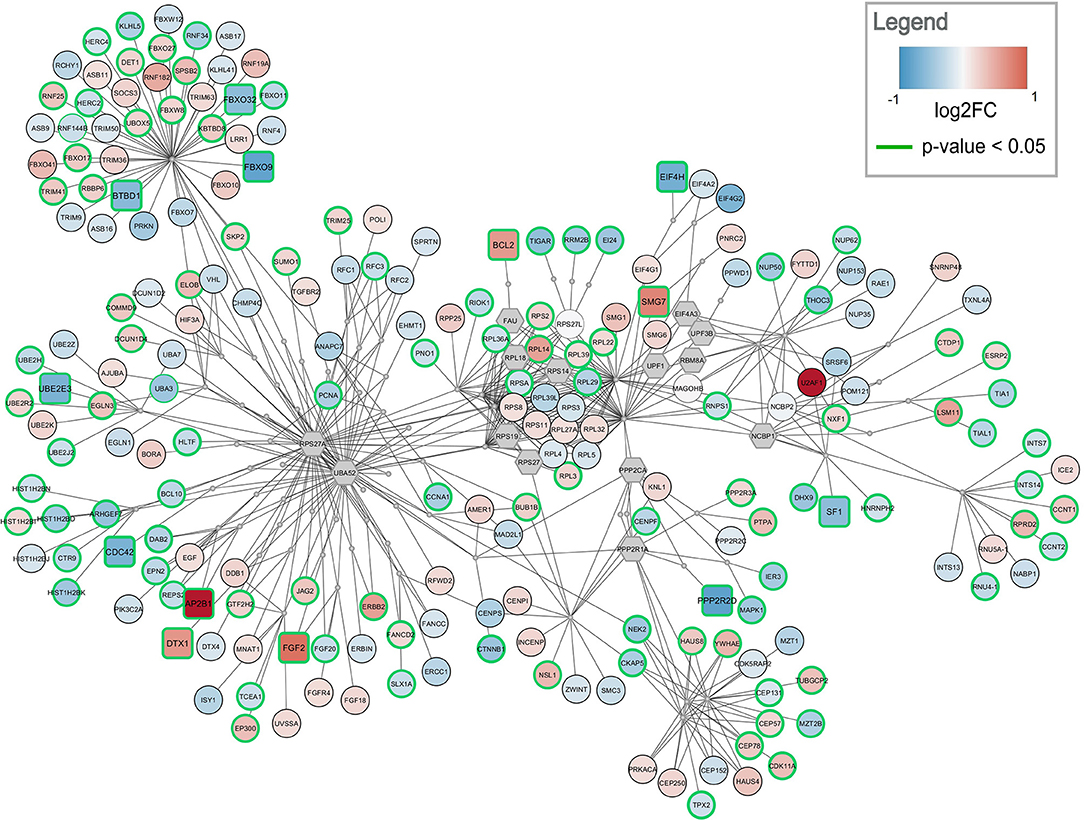 Legend
-1
1
log2FC
p-value < 0.05
FBXW12
KLHL5
RNF34
ASB17
HERC4
FBXO27
RCHY1
DET1
SPSB2
KLHL41
RNF19A
ASB11
RNF182
RNF25
SOCS3
TRIM63
FBXO32
FBXO11
HERC2
FBXW8
ASB9
RNF144B
TRIM50
UBOX5
KBTBD8
RNF4
LRR1
FBXO41
FBXO17
TRIM36
FBXO9
TRIM41
RBBP6
BTBD1
FBXO10
TRIM9
ASB16
PRKN
FBXO7
SKP2
TRIM25
POLI
SPRTN
SUMO1
RFC1
RFC3
RFC2
TGFBR2
ELOB
VHL
DCUN1D2
CHMP4C
COMMD9
HIF3A
DCUN1D4
EHMT1
ANAPC7
PNO1
UBE2Z
UBE2H
UBA7
AJUBA
UBE2E3
UBA3
PCNA
UBE2R2
EGLN3
UBE2K
EGLN1
HLTF
UBE2J2
BORA
RPS27A
UBA52
EIF4H
EIF4A2
EIF4G2
BCL2
TIGAR
RRM2B
EI24
PNRC2
EIF4G1
PPWD1
NUP50
FYTTD1
NUP62
NUP153
RAE1
SNRNP48
THOC3
NUP35
TXNL4A
RIOK1
RPP25
FAU
RPS2
RPS27L
SMG1
SMG7
EIF4A3
SMG6
UPF3B
RPL36A
RPL14
RPL39
RPL22
RPL18
RPS14
UPF1
RBM8A
RPSA
RPL29
MAGOHB
RPL39L
RPS8
RPS3
RNPS1
RPS11
RPL27A
RPL32
RPS19
RPL4
RPL5
RPS27
RPL3
SRSF6
U2AF1
POM121
NCBP2
NXF1
NCBP1
CTDP1
ESRP2
TIA1
LSM11
TIAL1
INTS7
ICE2
INTS14
CCNT1
RPRD2
CCNT2
RNU5A-1
INTS13
NABP1
RNU4-1
DHX9
SF1
HNRNPH2
PPP2CA
KNL1
PPP2R3A
PTPA
CENPF
PPP2R2C
PPP2R1A
IER3
PPP2R2D
MAPK1
HIST1H2BN
BCL10
HIST1H2BD
ARHGEF7
CDC42
DAB2
HIST1H2BJ
CTR9
EPN2
EGF
HIST1H2BK
REPS2
AP2B1
DDB1
GTF2H2
PIK3C2A
JAG2
DTX1
DTX4
MNAT1
FGF2
FGF20
ERBIN
ERBB2
FANCD2
FANCC
RFWD2
ERCC1
SLX1A
ISY1
TCEA1
FGFR4
FGF18
EP300
UVSSA
CCNA1
AMER1
BUB1B
MAD2L1
CENPS
CENPI
CTNNB1
INCENP
NSL1
ZWINT
SMC3
NEK2
CKAP5
HAUS8
YWHAE
MZT1
CDK5RAP2
TUBGCP2
CEP131
CEP57
MZT2B
CEP78
CDK11A
PRKACA
CEP250
CEP152
HAUS4
TPX2